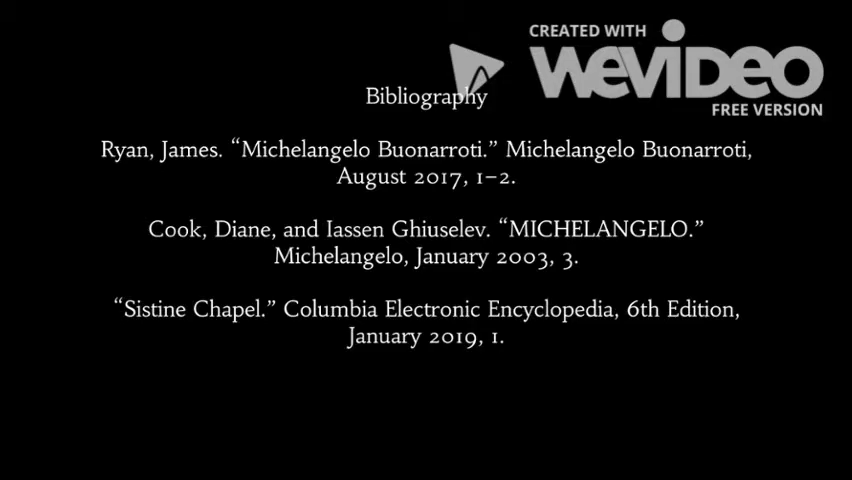 CREATED WITH
WEVIDEO
FREE VERSION
Bibliography
Ryan, James. “Michelangelo Buonarroti.” Michelangelo Buonarroti,
August 2017, 1–2.
Cook, Diane, and Iassen Ghiuselev. “MICHELANGELO.”
Michelangelo, January 2003, 3.
“Sistine Chapel.” Columbia Electronic Encyclopedia, 6th Edition,
January 2019, 1.